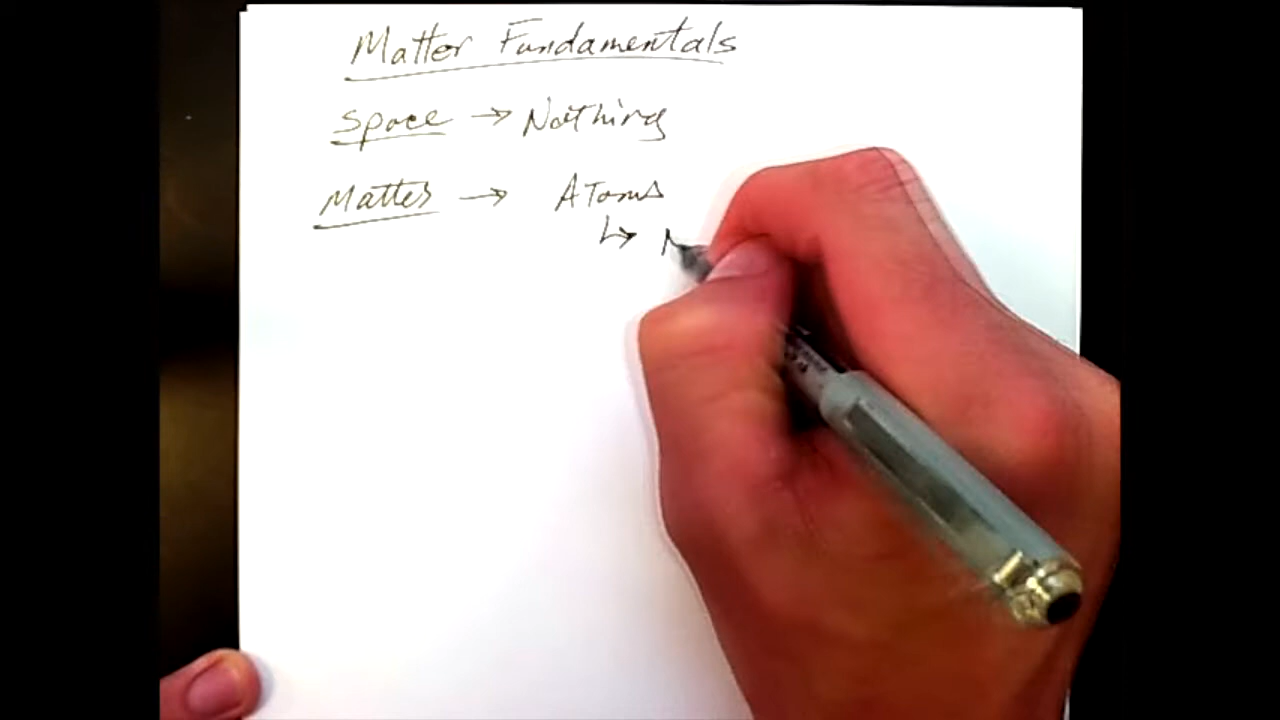 Matter Fundamentals
Space → Nothing
Matter → Atoms
↳